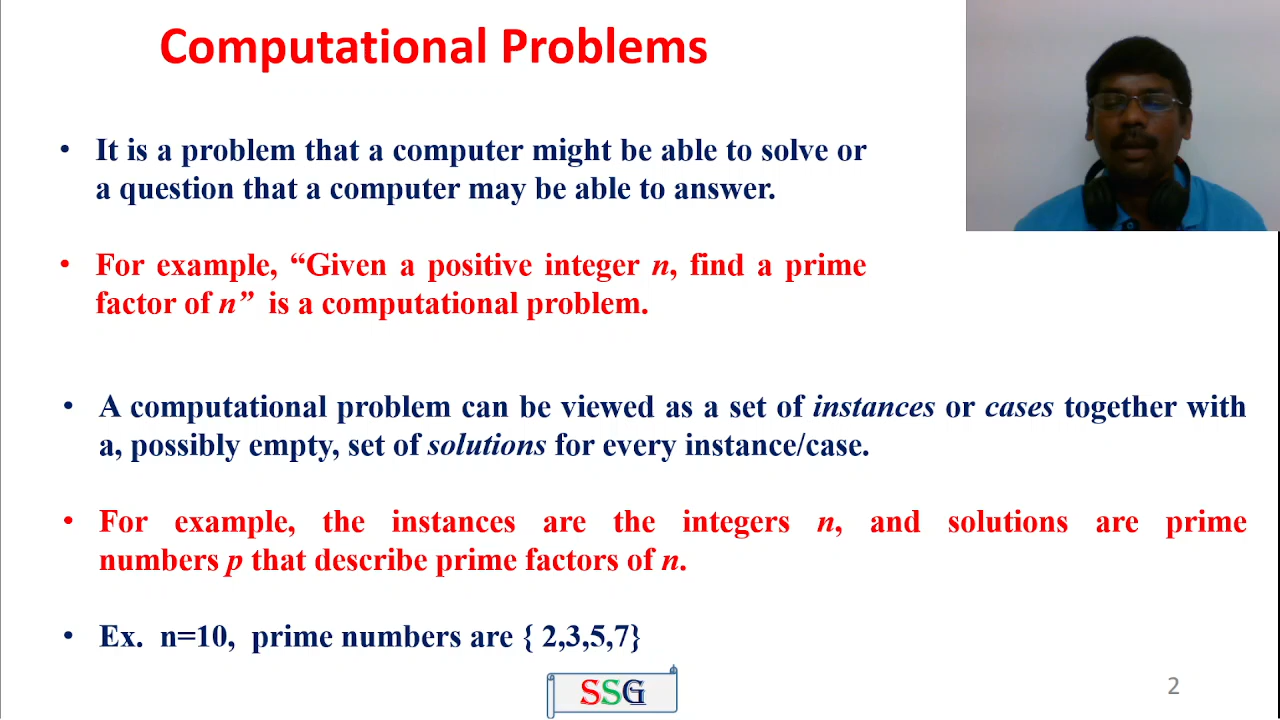 Computational Problems
• It is a problem that a computer might be able to solve or
a question that a computer may be able to answer.
• For example, “Given a positive integer n, find a prime
factor of n” is a computational problem.
• A computational problem can be viewed as a set of instances or cases together with
a, possibly empty, set of solutions for every instance/case.
• For example, the instances are the integers n, and solutions are prime
numbers p that describe prime factors of n.
• Ex. n=10, prime numbers are { 2,3,5,7}
SSG
2